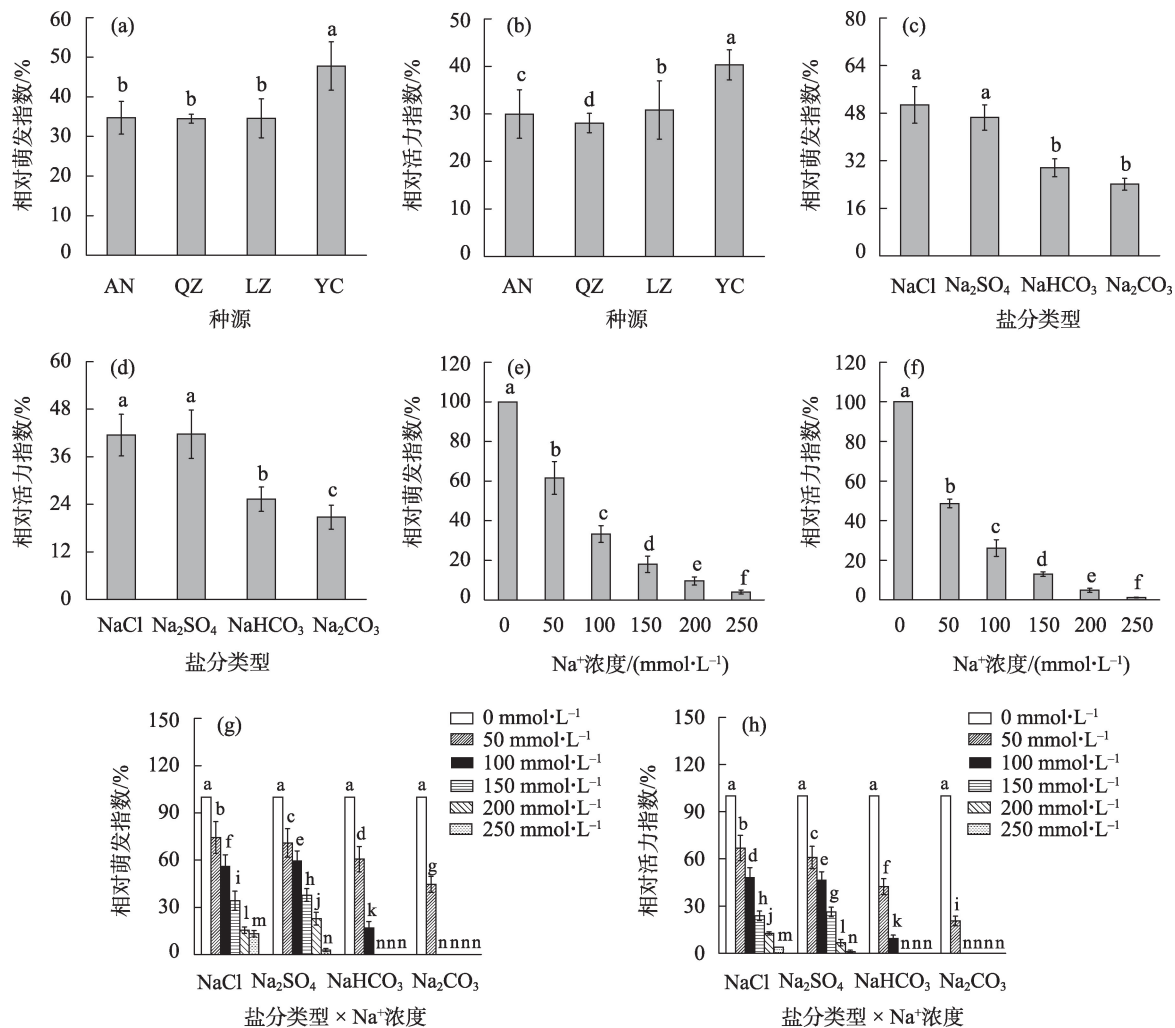 (a)
相对萌发指数/%
60
50
40
30
20
10
0
b
b
b
a
AN QZ LZ YC
种源
(b)
相对活力指数/%
50
40
30
20
10
0
c
d
b
a
AN QZ LZ YC
种源
(c)
相对萌发指数/%
80
64
48
32
16
0
a
a
b
b
NaCl Na₂SO₄ NaHCO₃ Na₂CO₃
盐分类型
(d)
相对活力指数/%
60
48
36
24
12
0
a
a
b
c
NaCl Na₂SO₄ NaHCO₃ Na₂CO₃
盐分类型
(e)
相对萌发指数/%
120
100
80
60
40
20
0
a
b
c
d
e
f
0 50 100 150 200 250
Na⁺浓度/(mmol·L⁻¹)
(f)
相对活力指数/%
120
100
80
60
40
20
0
a
b
c
d
e
f
0 50 100 150 200 250
Na⁺浓度/(mmol·L⁻¹)
(g)
相对萌发指数/%
150
120
90
60
30
0
a b f i l m
a c e h j n
a d k n n n
a g n n n n
NaCl Na₂SO₄ NaHCO₃ Na₂CO₃
盐分类型 × Na⁺浓度
0 mmol·L⁻¹
50 mmol·L⁻¹
100 mmol·L⁻¹
150 mmol·L⁻¹
200 mmol·L⁻¹
250 mmol·L⁻¹
(h)
相对活力指数/%
150
120
90
60
30
0
a b d h j m
a c e g l n
a f k n n n
a i n n n n
NaCl Na₂SO₄ NaHCO₃ Na₂CO₃
盐分类型 × Na⁺浓度
0 mmol·L⁻¹
50 mmol·L⁻¹
100 mmol·L⁻¹
150 mmol·L⁻¹
200 mmol·L⁻¹
250 mmol·L⁻¹